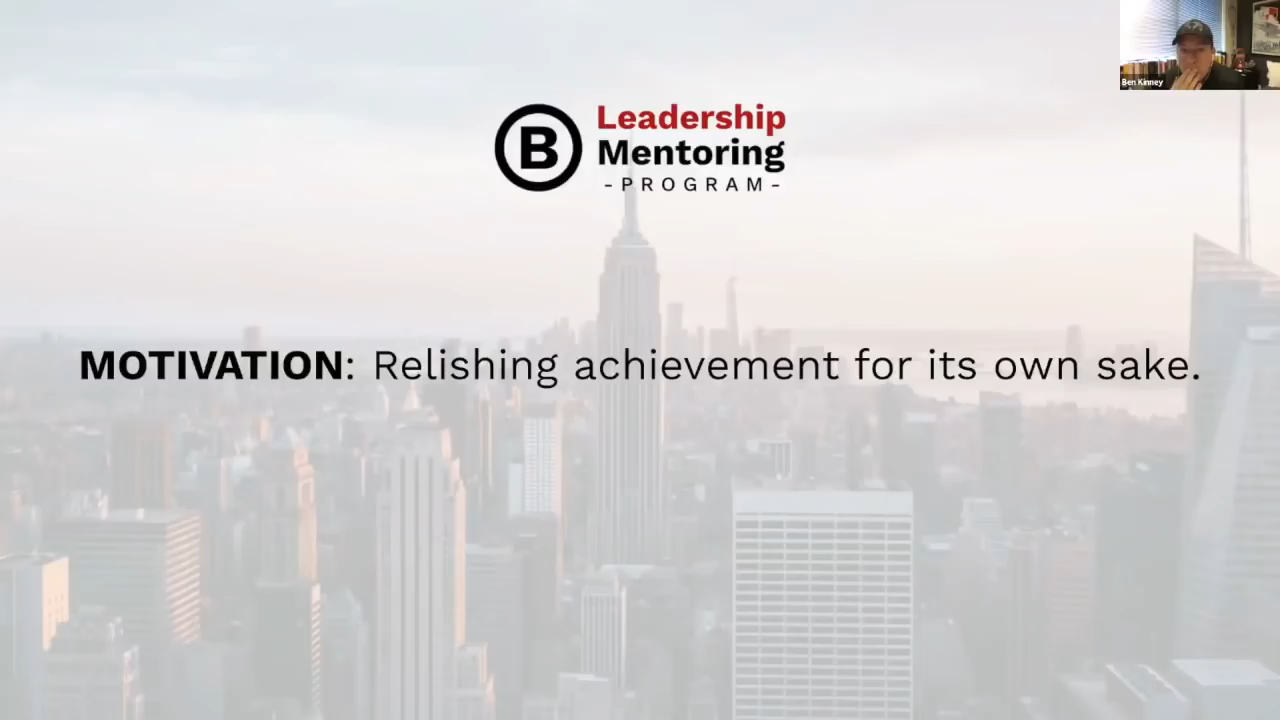 Ben Kinney
B
Leadership
Mentoring
-PROGRAM-
MOTIVATION: Relishing achievement for its own sake.